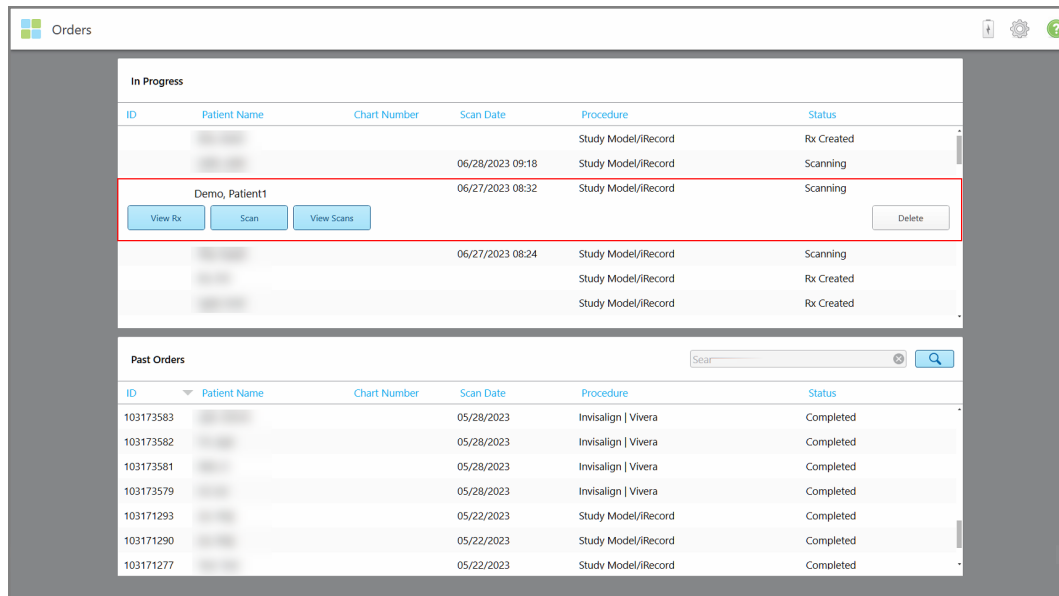 Orders
In Progress
ID Patient Name Chart Number Scan Date Procedure Status
Study Model/iRecord Rx Created
06/28/2023 09:18 Study Model/iRecord Scanning
Demo, Patient1 06/27/2023 08:32 Study Model/iRecord Scanning
View Rx Scan View Scans Delete
06/27/2023 08:24 Study Model/iRecord Scanning
Study Model/iRecord Rx Created
Study Model/iRecord Rx Created
Past Orders Sear
ID Patient Name Chart Number Scan Date Procedure Status
103173583 05/28/2023 Invisalign | Vivera Completed
103173582 05/28/2023 Invisalign | Vivera Completed
103173581 05/28/2023 Invisalign | Vivera Completed
103173579 05/28/2023 Invisalign | Vivera Completed
103171293 05/22/2023 Study Model/iRecord Completed
103171290 05/22/2023 Study Model/iRecord Completed
103171277 05/22/2023 Study Model/iRecord Completed